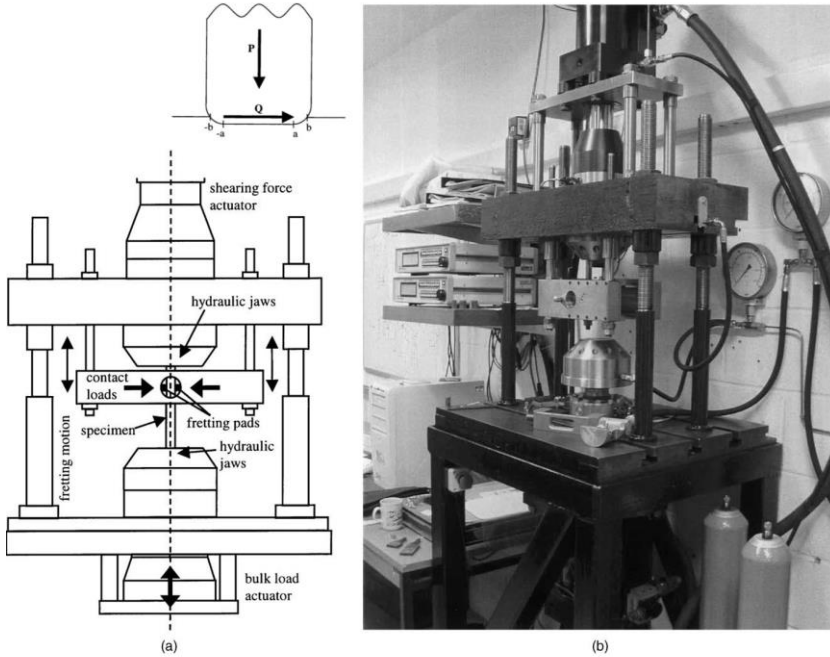 P
Q
-b
-a
a
b
shearing force
actuator
hydraulic jaws
contact
loads
fretting pads
specimen
hydraulic
jaws
fretting motion
bulk load
actuator
(a)
(b)